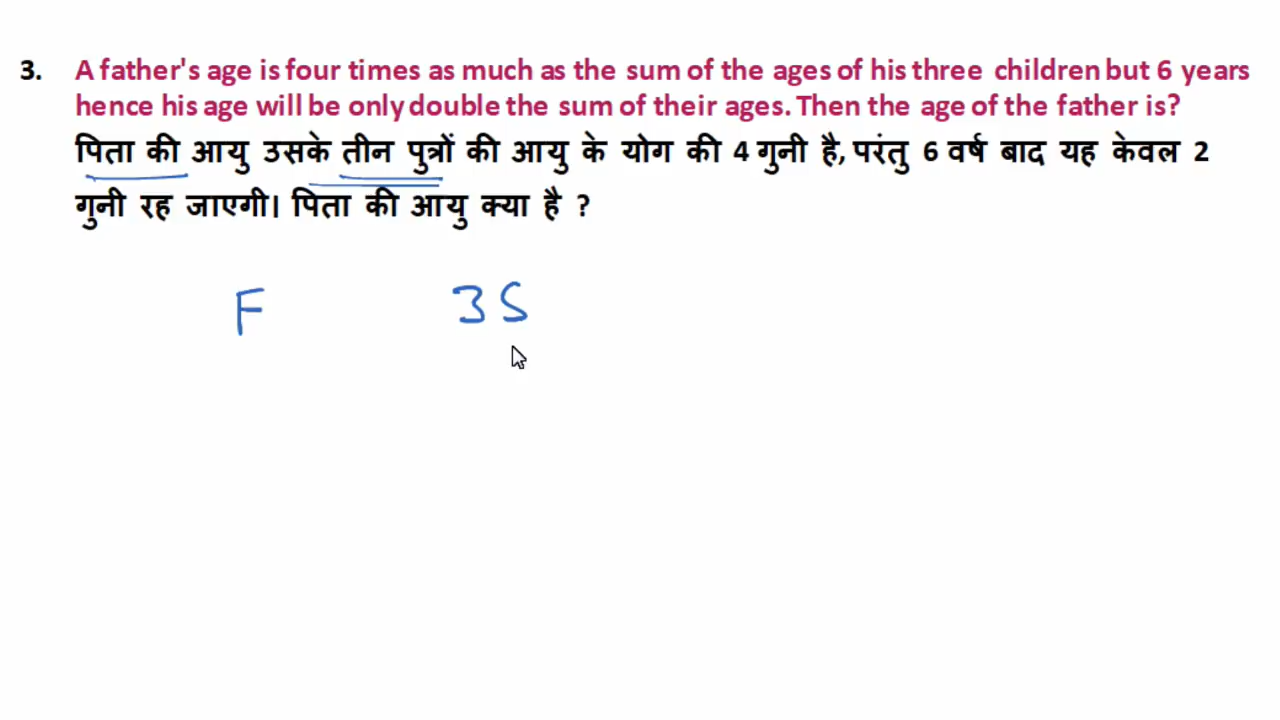 3. A father's age is four times as much as the sum of the ages of his three children but 6 years
hence his age will be only double the sum of their ages. Then the age of the father is?
पिता की आयु उसके तीन पुत्रों की आयु के योग की 4 गुनी है, परंतु 6 वर्ष बाद यह केवल 2
गुनी रह जाएगी। पिता की आयु क्या है ?
F 3S